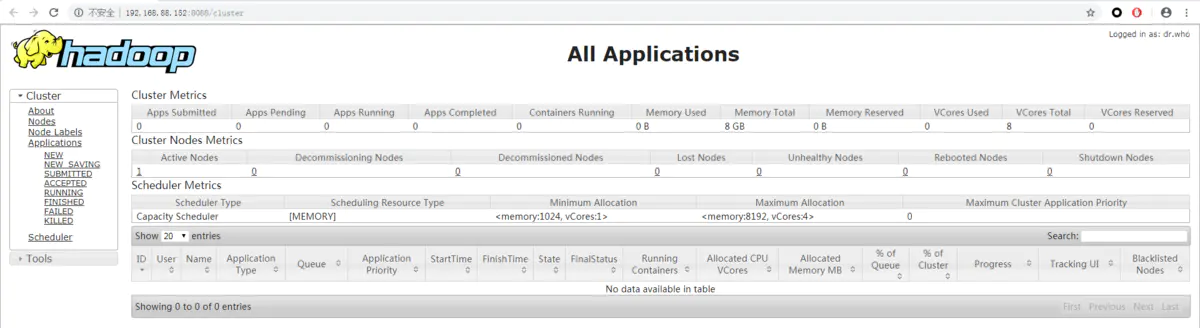 不安全 | 192.168.88.152:8088/cluster
Logged in as: dr.who
hadoop
All Applications
Cluster
About
Nodes
Node Labels
Applications
NEW
NEW_SAVING
SUBMITTED
ACCEPTED
RUNNING
FINISHED
FAILED
KILLED
Scheduler
Tools
Cluster Metrics
Apps Submitted Apps Pending Apps Running Apps Completed Containers Running Memory Used Memory Total Memory Reserved VCores Used VCores Total VCores Reserved
0 0 0 0 0 0 B 8 GB 0 B 0 8 0
Cluster Nodes Metrics
Active Nodes Decommissioning Nodes Decommissioned Nodes Lost Nodes Unhealthy Nodes Rebooted Nodes Shutdown Nodes
1 0 0 0 0 0 0
Scheduler Metrics
Scheduler Type Scheduling Resource Type Minimum Allocation Maximum Allocation Maximum Cluster Application Priority
Capacity Scheduler [MEMORY] <memory:1024, vCores:1> <memory:8192, vCores:4> 0
Show 20 entries Search:
ID User Name Application Type Queue Application Priority StartTime FinishTime State FinalStatus Running Containers Allocated CPU VCores Allocated Memory MB % of Queue % of Cluster Progress Tracking UI Blacklisted Nodes
No data available in table
Showing 0 to 0 of 0 entries First Previous Next Last